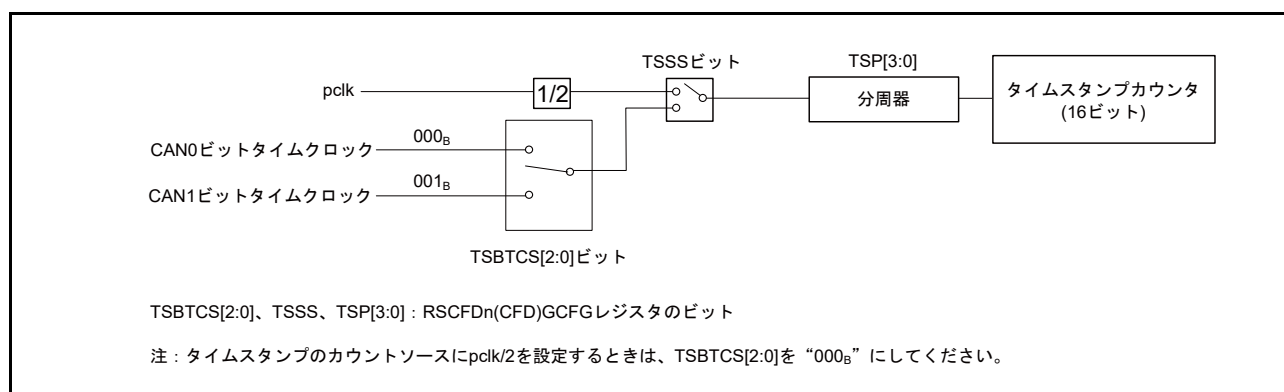 TSSSビット
TSP[3:0]
pclk
1/2
分周器
タイムスタンプカウンタ
(16ビット)
CAN0ビットタイムクロック
000B
CAN1ビットタイムクロック
001B
TSBTCS[2:0]ビット
TSBTCS[2:0]、TSSS、TSP[3:0]：RSCFDn(CFD)GCFGレジスタのビット
注：タイムスタンプのカウントソースにpclk/2を設定するときは、TSBTCS[2:0]を“000B”にしてください。